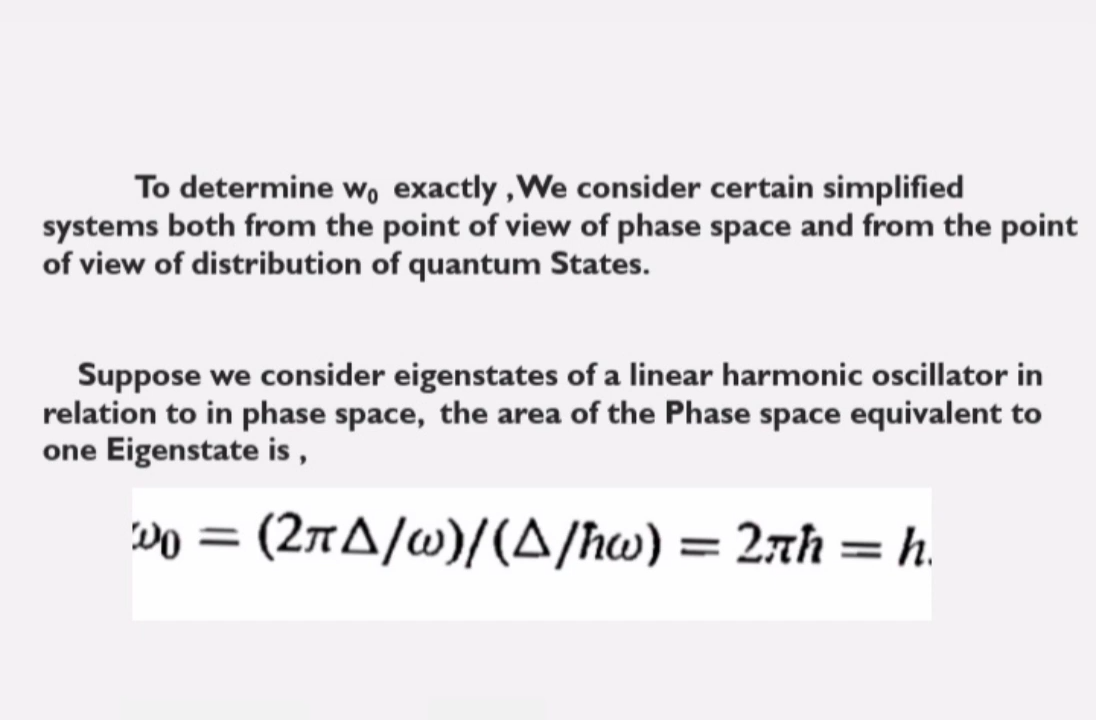 To determine w₀ exactly ,We consider certain simplified
systems both from the point of view of phase space and from the point
of view of distribution of quantum States.
Suppose we consider eigenstates of a linear harmonic oscillator in
relation to in phase space, the area of the Phase space equivalent to
one Eigenstate is ,
ω₀ = (2πΔ/ω)/(Δ/ħω) = 2πħ = h.